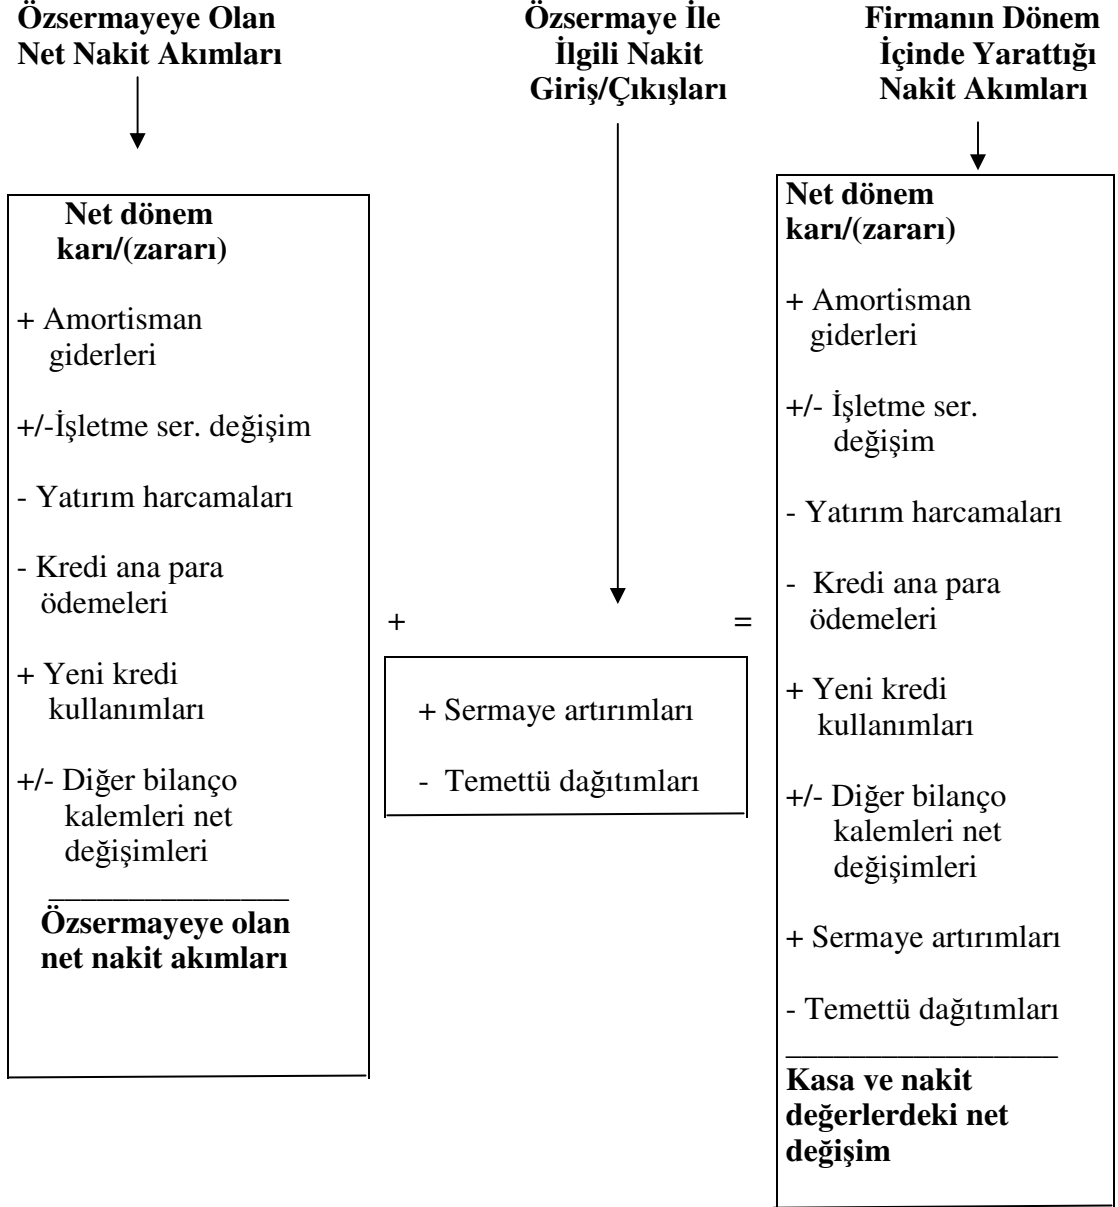 Özsermayeye Olan
Net Nakit Akımları
Özsermaye İle
İlgili Nakit
Giriş/Çıkışları
Firmanın Dönem
İçinde Yarattığı
Nakit Akımları
Net dönem
karı/(zararı)
+ Amortisman
giderleri
+/-İşletme ser. değişim
- Yatırım harcamaları
- Kredi ana para
ödemeleri
+ Yeni kredi
kullanımları
+/- Diğer bilanço
kalemleri net
değişimleri
Özsermayeye olan
net nakit akımları
+
+ Sermaye artırımları
- Temettü dağıtımları
=
Net dönem
karı/(zararı)
+ Amortisman
giderleri
+/- İşletme ser.
değişim
- Yatırım harcamaları
- Kredi ana para
ödemeleri
+ Yeni kredi
kullanımları
+/- Diğer bilanço
kalemleri net
değişimleri
+ Sermaye artırımları
- Temettü dağıtımları
Kasa ve nakit
değerlerdeki net
değişim